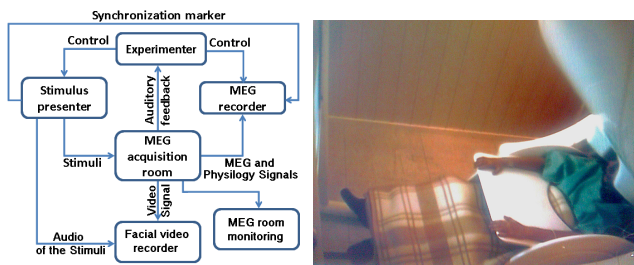 Synchronization marker
Control
Experimenter
Control
Stimulus
presenter
Auditory
feedback
MEG
recorder
Stimuli
MEG
acquisition
room
MEG and
Physilogy Signals
Video
Signal
MEG room
monitoring
Audio
of the Stimuli
Facial video
recorder